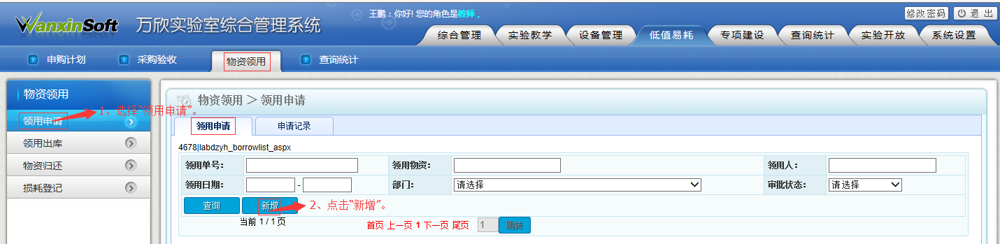 王鹏：你好! 您的角色是教师 ,
修改密码 退 出
WanxinSoft 万欣实验室综合管理系统
综合管理 实验教学 设备管理 低值易耗 专项建设 查询统计 实验开放 系统设置
申购计划 采购验收 物资领用 查询统计
物资领用
领用申请
领用出库
物资归还
损耗登记
1、选择“领用申请”。
物资领用 ＞ 领用申请
领用申请 申请记录
4678|labdzyh_borrowlist_aspx
领用单号： 领用物资： 领用人：
领用日期： - 部门： 请选择 审批状态： 请选择
查询 新增 2、点击“新增”。
当前 1 / 1 页 首页 上一页 1 下一页 尾页 1 跳转